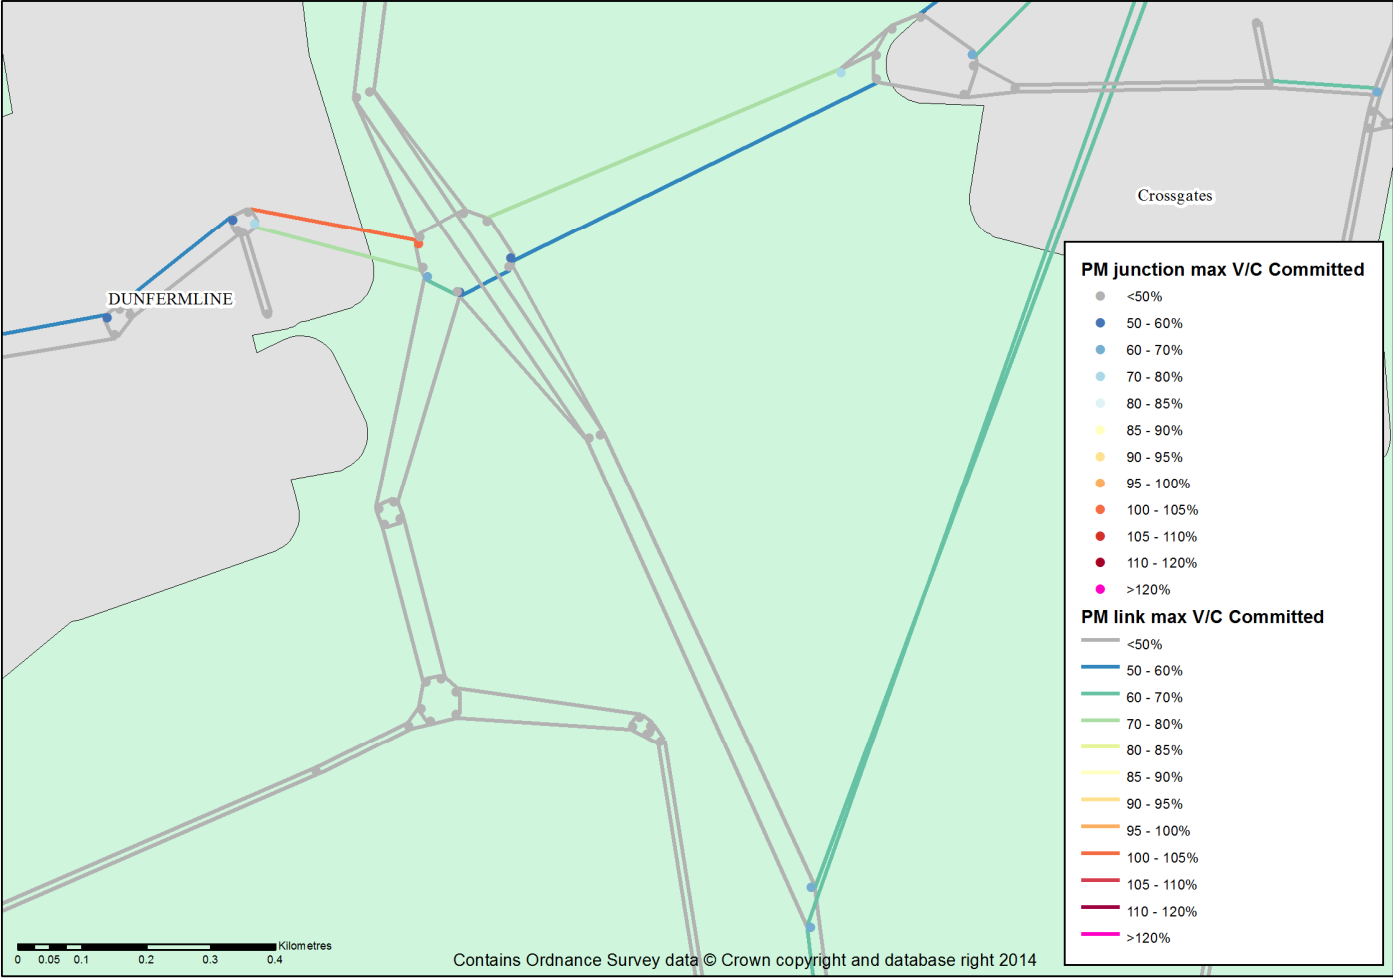 Crossgates
DUNFERMLINE
PM junction max V/C Committed
<50%
50 - 60%
60 - 70%
70 - 80%
80 - 85%
85 - 90%
90 - 95%
95 - 100%
100 - 105%
105 - 110%
110 - 120%
>120%
PM link max V/C Committed
<50%
50 - 60%
60 - 70%
70 - 80%
80 - 85%
85 - 90%
90 - 95%
95 - 100%
100 - 105%
105 - 110%
110 - 120%
>120%
Kilometres
0 0.05 0.1 0.2 0.3 0.4
Contains Ordnance Survey data © Crown copyright and database right 2014